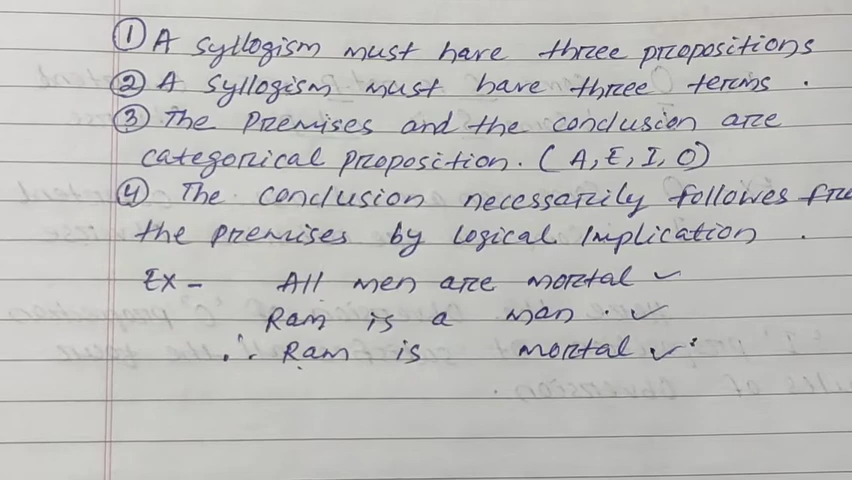 ① A syllogism must have three propositions
② A syllogism must have three terms .
③ The premises and the conclusion are
categorical proposition. (A, E, I, O)
④ The conclusion necessarily followes
the premises by logical implication .
Ex - All men are mortal ✓
Ram is a man . ✓
∴ Ram is mortal ✓